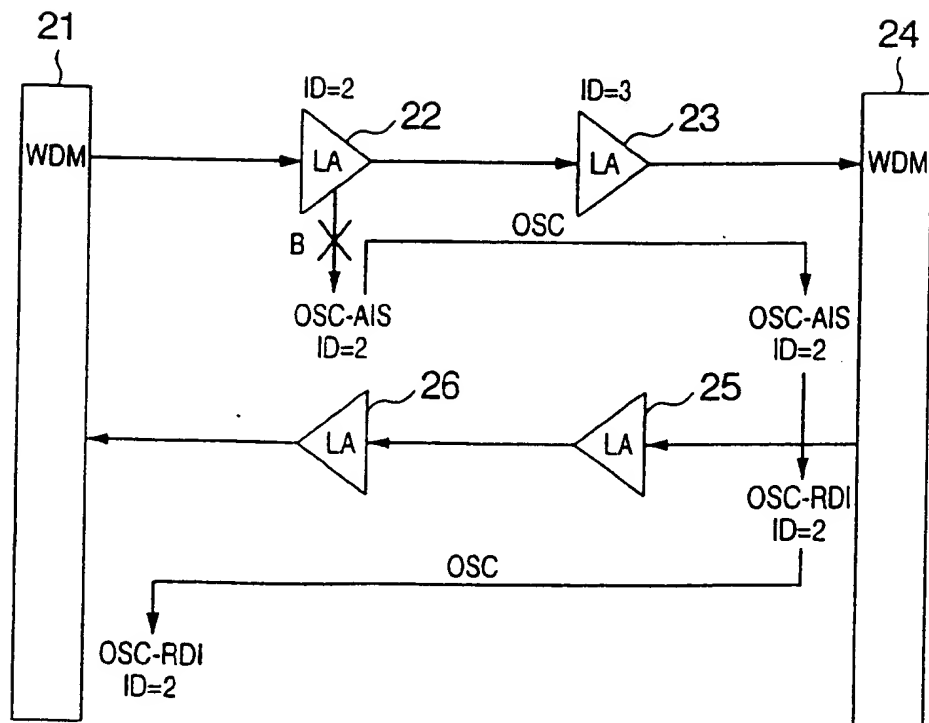 21
24
ID=2
ID=3
22
23
WDM
LA
LA
WDM
B
OSC
OSC-AIS
ID=2
OSC-AIS
ID=2
26
25
LA
LA
OSC-RDI
ID=2
OSC
OSC-RDI
ID=2